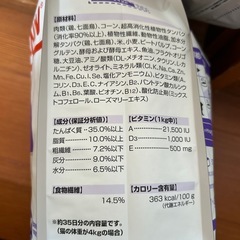 【原材料】
肉類(鶏、七面鳥)、コーン、超高消化性植物性タンパク
(消化率90%以上)、植物性繊維、動物性油脂、加水分
解タンパク(鶏、七面鳥)、米、小麦、ビートパルプ、コーン
グルテン、酵母および酵母エキス、魚油、フラクトオリゴ
糖、大豆油、アミノ酸類(DL-メチオニン、タウリン、L-カ
ルニチン)、ゼオライト、ミネラル類(Cl、K、Na、Ca、Zn、
Mn、Fe、Cu、I、Se、塩化アンモニウム)、ビタミン類(A、
コリン、D3、E、C、ナイアシン、B2、パントテン酸カルシウ
ム、B1、B6、葉酸、ビオチン、B12)、酸化防止剤(ミックス
トコフェロール、ローズマリーエキス)
【成分(保証分析値)】
たんぱく質-35.0%以上
脂質-10.0%以上
粗繊維-7.2%以下
灰分-9.0%以下
水分-6.5%以下
【ビタミン(1kg中)】
A 21,500 IU
D3 1,000 IU
E 500 mg
【食物繊維】
14.5%
【カロリー含有量】
363 kcal/100 g
(代謝エネルギー)
*約35日分の目安です。
(猫の体重が4kgの場合)